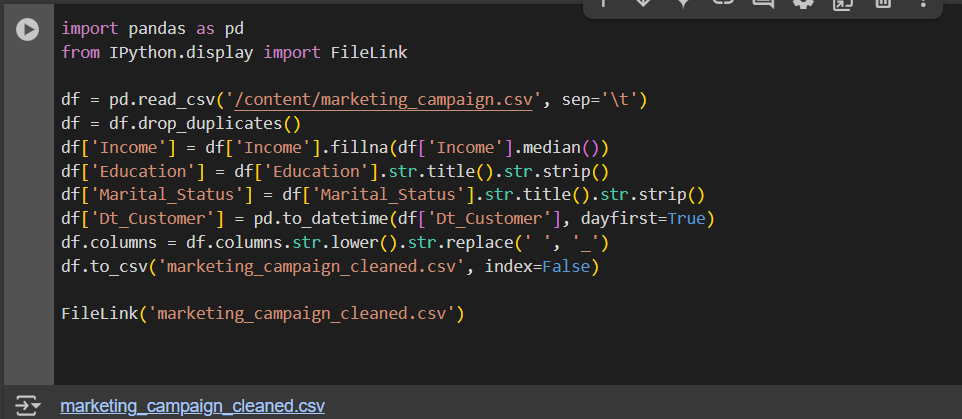 import pandas as pd
from IPython.display import FileLink
df = pd.read_csv('/content/marketing_campaign.csv', sep='\t')
df = df.drop_duplicates()
df['Income'] = df['Income'].fillna(df['Income'].median())
df['Education'] = df['Education'].str.title().str.strip()
df['Marital_Status'] = df['Marital_Status'].str.title().str.strip()
df['Dt_Customer'] = pd.to_datetime(df['Dt_Customer'], dayfirst=True)
df.columns = df.columns.str.lower().str.replace(' ', '_')
df.to_csv('marketing_campaign_cleaned.csv', index=False)
FileLink('marketing_campaign_cleaned.csv')
marketing_campaign_cleaned.csv